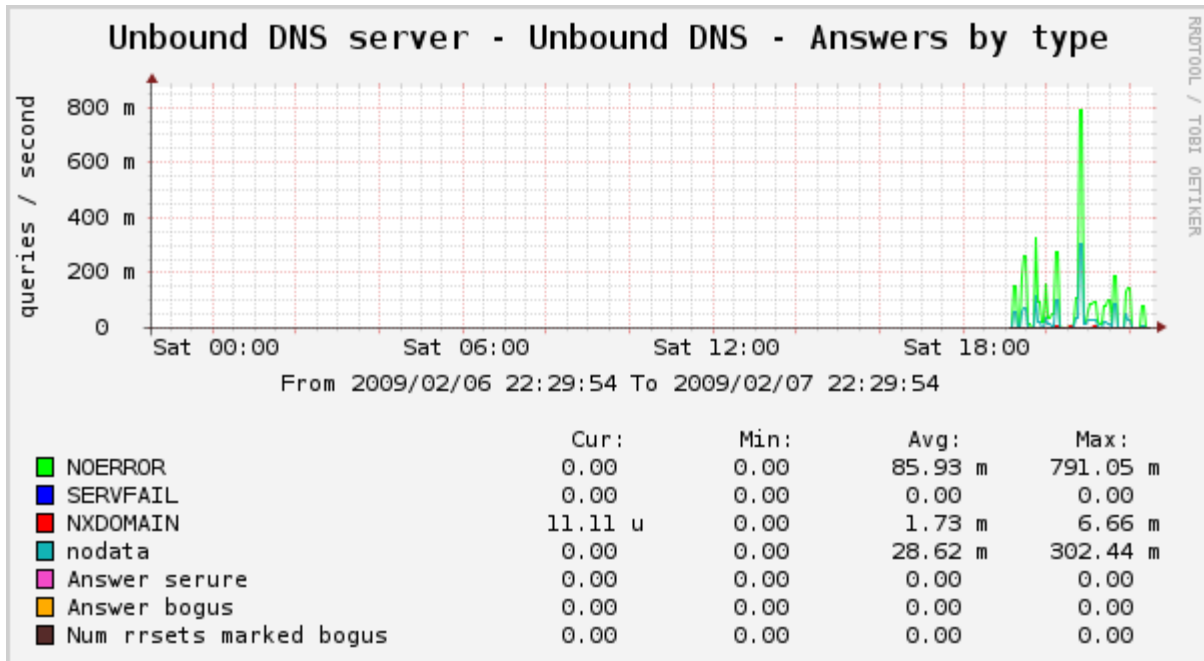 Unbound DNS server - Unbound DNS - Answers by type
RRDTOOL / TOBI OETIKER
queries / second
800 m
600 m
400 m
200 m
0
Sat 00:00 Sat 06:00 Sat 12:00 Sat 18:00
From 2009/02/06 22:29:54 To 2009/02/07 22:29:54
Cur: Min: Avg: Max:
NOERROR 0.00 0.00 85.93 m 791.05 m
SERVFAIL 0.00 0.00 0.00 0.00
NXDOMAIN 11.11 u 0.00 1.73 m 6.66 m
nodata 0.00 0.00 28.62 m 302.44 m
Answer serure 0.00 0.00 0.00 0.00
Answer bogus 0.00 0.00 0.00 0.00
Num rrsets marked bogus 0.00 0.00 0.00 0.00